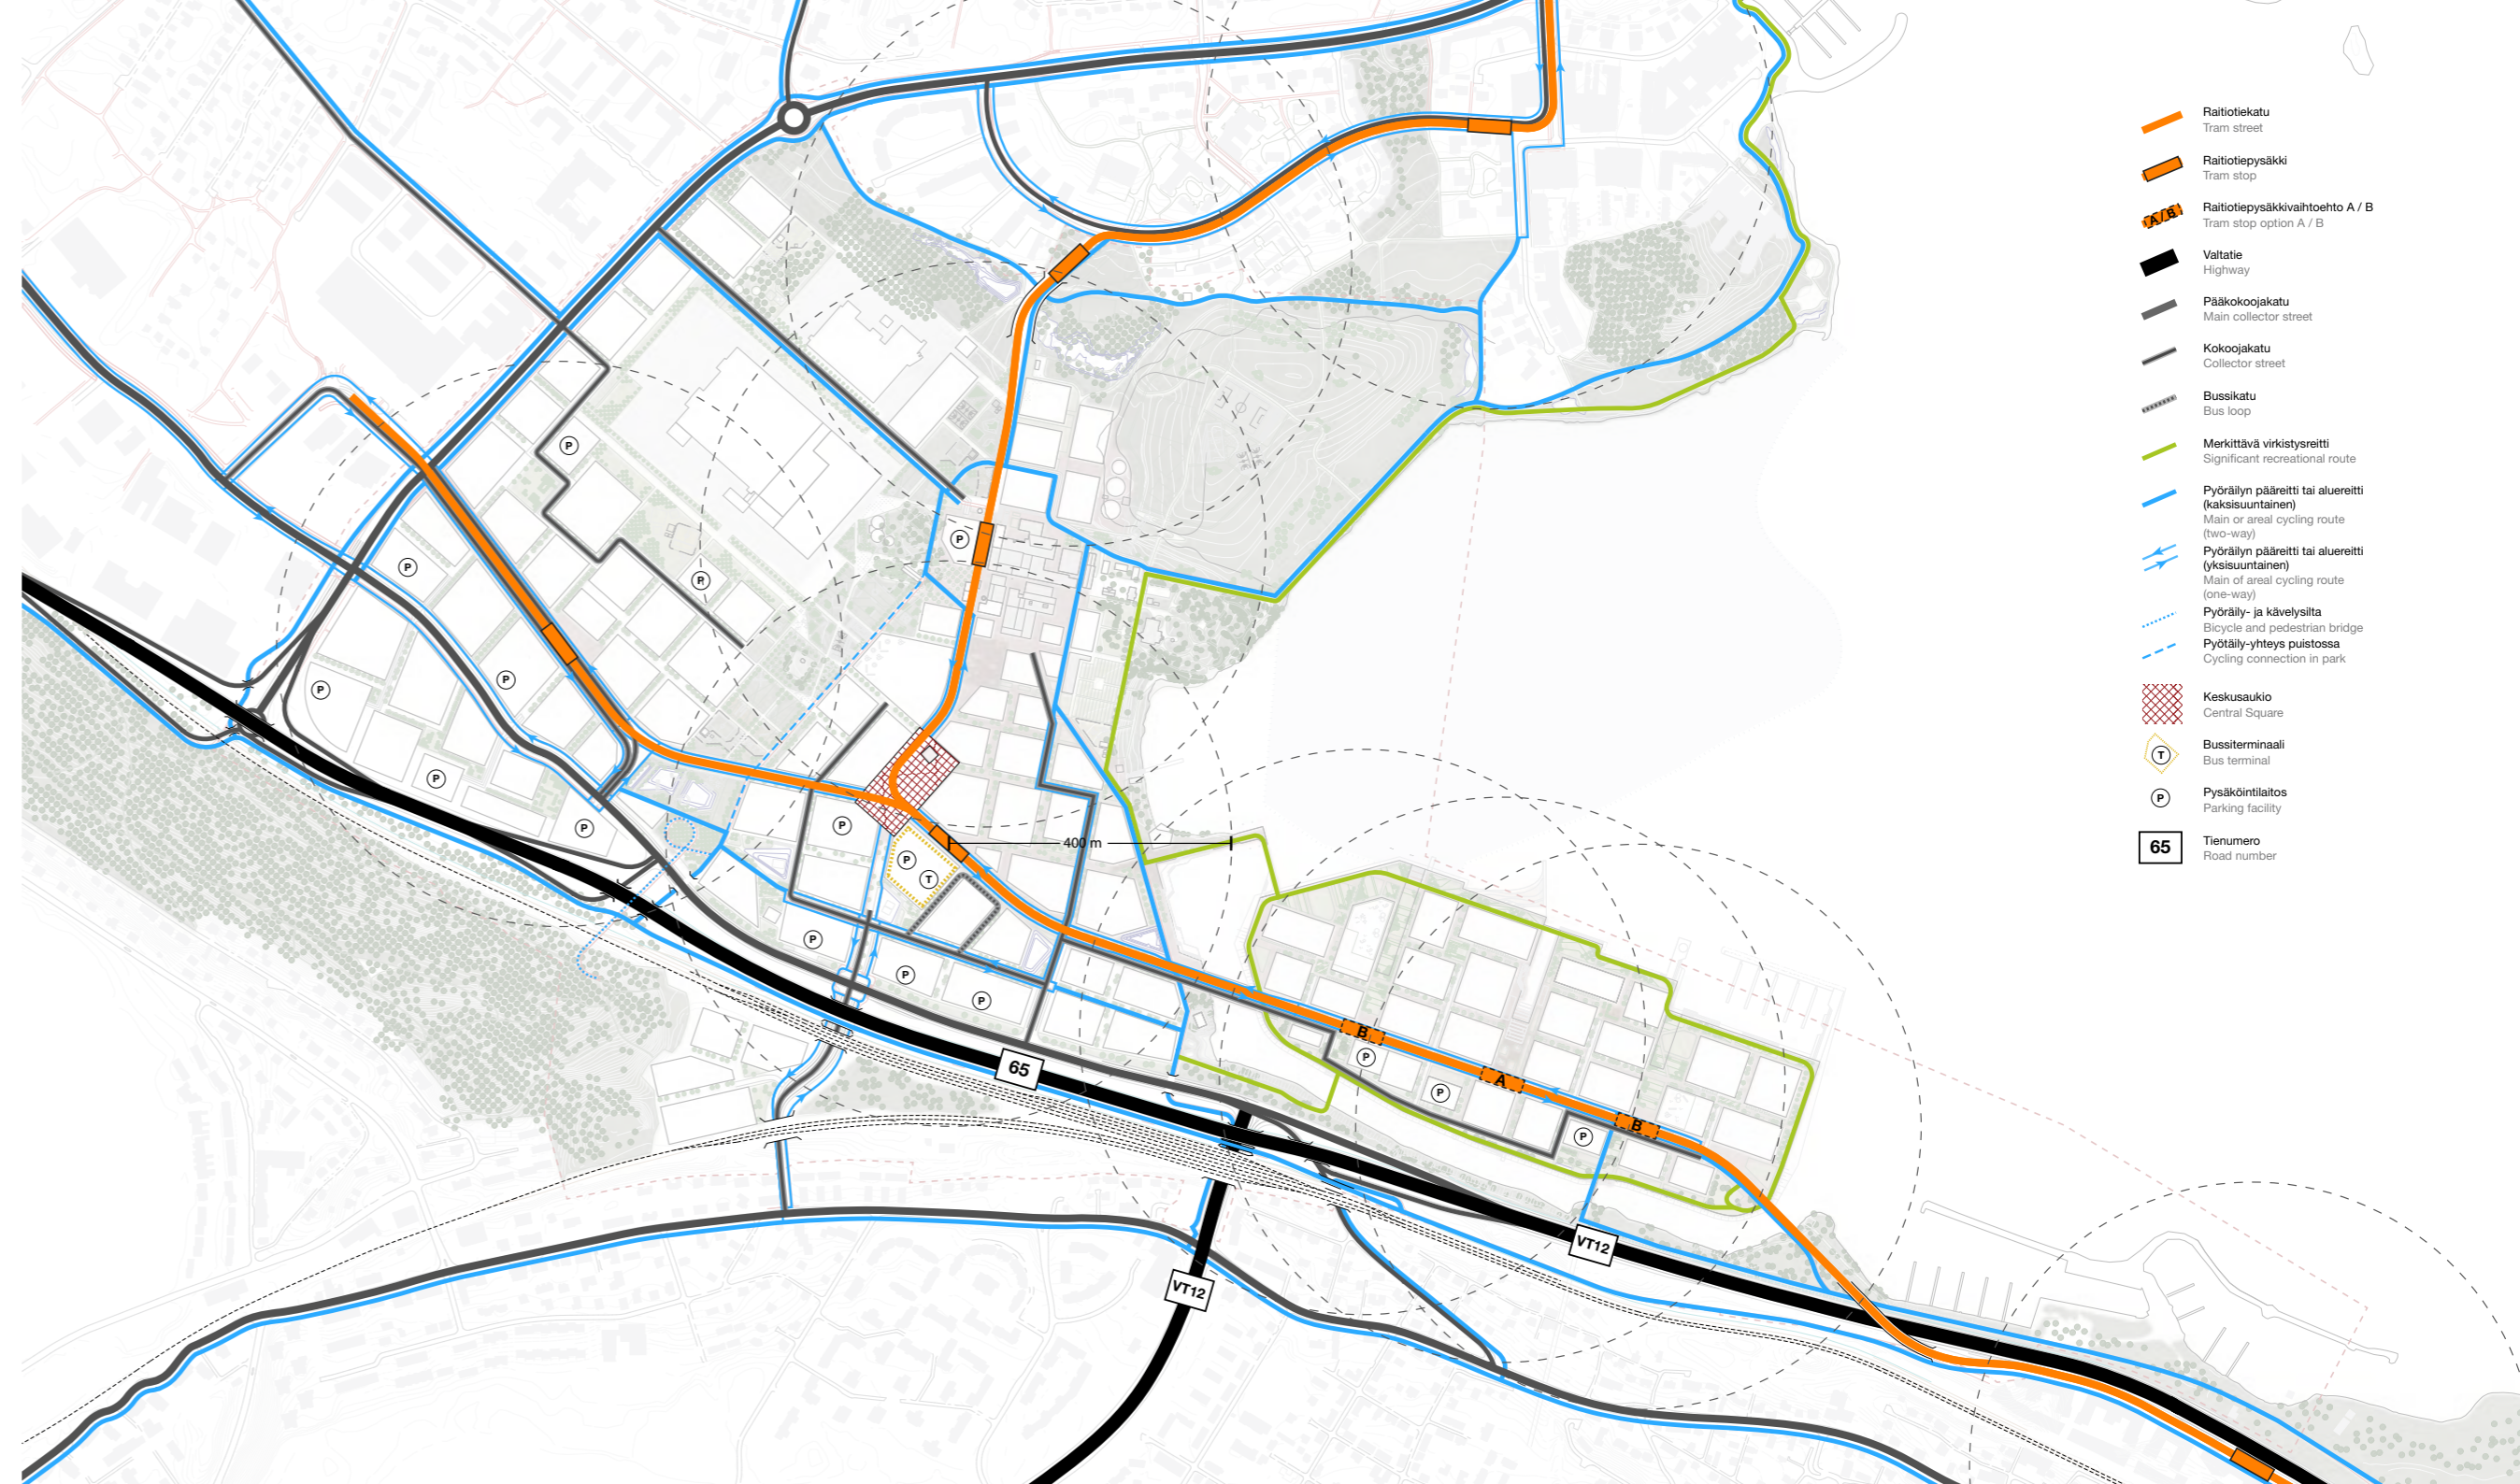 Raitiotiekatu
Tram street
Raitiotiepysäkki
Tram stop
A / B
Raitiotiepysäkkivaihtoehto A / B
Tram stop option A / B
Valtatie
Highway
Pääkokoojakatu
Main collector street
Kokoojakatu
Collector street
Bussikatu
Bus loop
Merkittävä virkistysreitti
Significant recreational route
Pyöräilyn pääreitti tai aluereitti
(kaksisuuntainen)
Main or areal cycling route
(two-way)
Pyöräilyn pääreitti tai aluereitti
(yksisuuntainen)
Main of areal cycling route
(one-way)
Pyöräily- ja kävelysilta
Bicycle and pedestrian bridge
Pyötäily-yhteys puistossa
Cycling connection in park
Keskusaukio
Central Square
T
Bussiterminaali
Bus terminal
P
Pysäköintilaitos
Parking facility
65
Tienumero
Road number
P
P
P
P
P
P
P
P
P
P
400 m
P
T
P
P
P
B
P
A
P
B
P
65
VT12
VT12